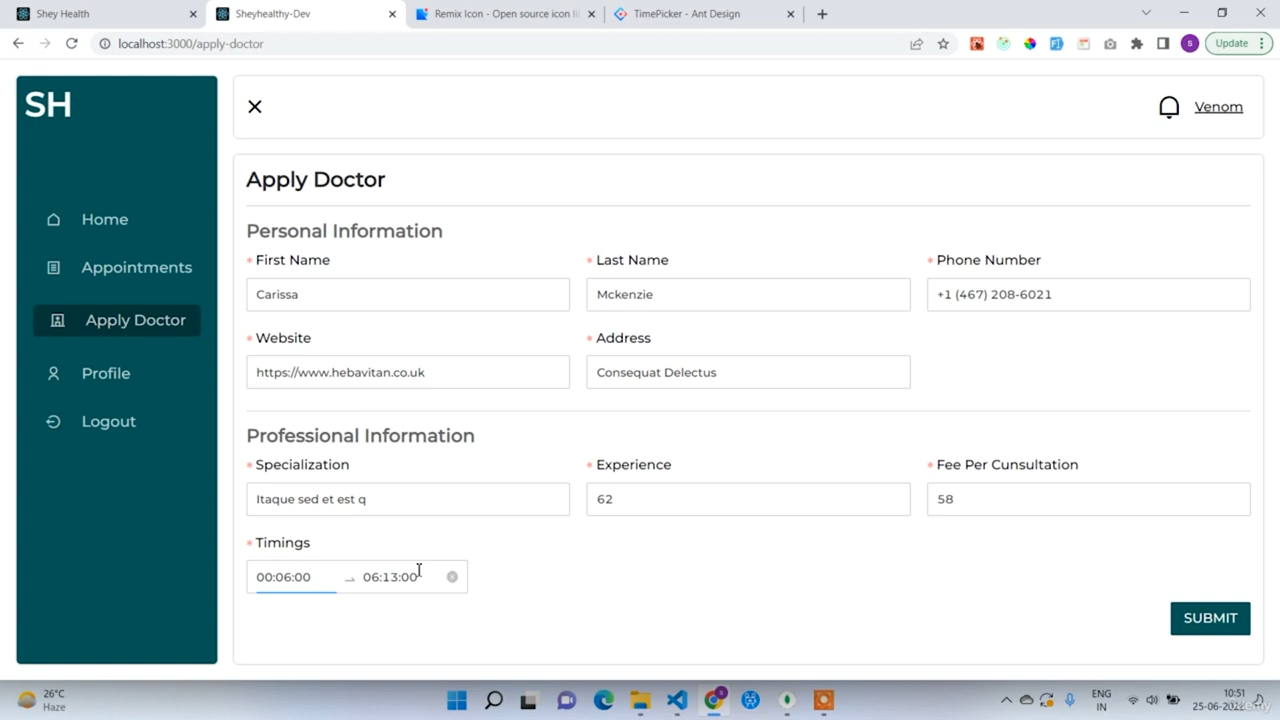 Shey Health
Sheyhealthy-Dev
Remix Icon - Open source icon li
TimePicker - Ant Design
localhost:3000/apply-doctor
S
Update
SH
Venom
Home
Appointments
Apply Doctor
Profile
Logout
Apply Doctor
Personal Information
* First Name
* Last Name
* Phone Number
Carissa
Mckenzie
+1 (467) 208-6021
* Website
* Address
https://www.hebavitan.co.uk
Consequat Delectus
Professional Information
* Specialization
* Experience
* Fee Per Cunsultation
Itaque sed et est q
62
58
* Timings
00:06:00
06:13:00
SUBMIT
26°C
Haze
ENG
IN
10:51
25-06-2022